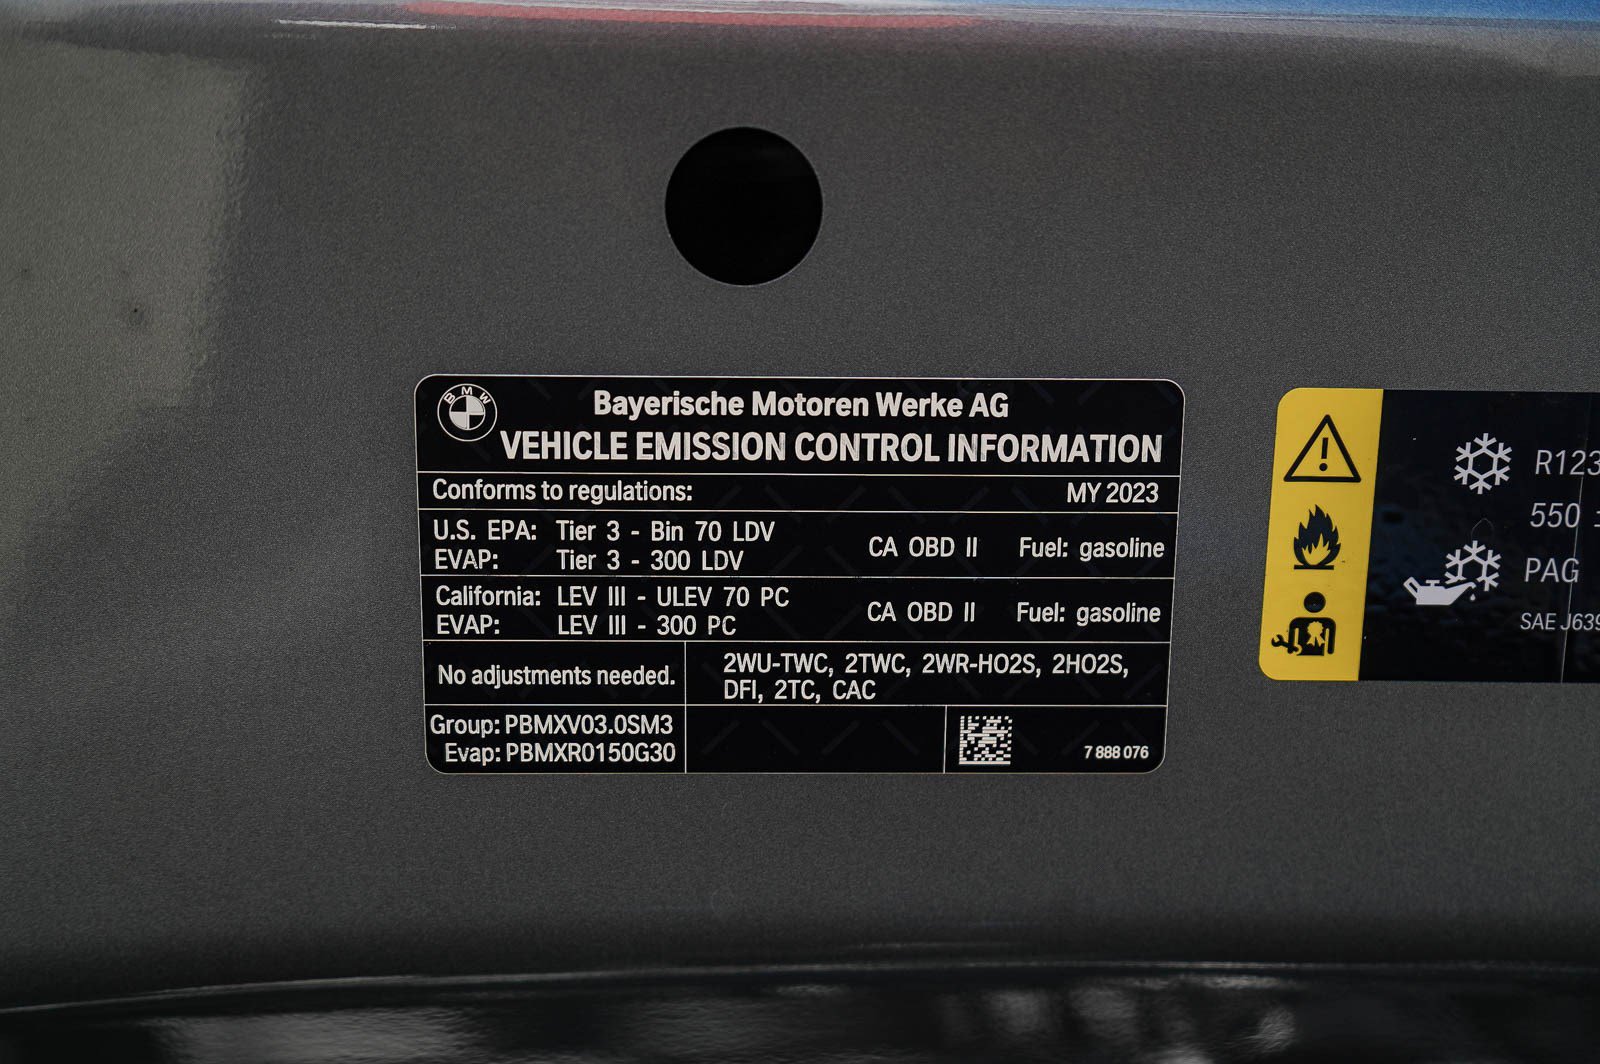 BMW
Bayerische Motoren Werke AG
VEHICLE EMISSION CONTROL INFORMATION
Conforms to regulations: MY 2023
U.S. EPA: Tier 3 - Bin 70 LDV CA OBD II Fuel: gasoline
EVAP: Tier 3 - 300 LDV
California: LEV III - ULEV 70 PC CA OBD II Fuel: gasoline
EVAP: LEV III - 300 PC
No adjustments needed.
2WU-TWC, 2TWC, 2WR-HO2S, 2HO2S,
DFI, 2TC, CAC
Group: PBMXV03.0SM3
Evap: PBMXR0150G30
7 888 076
R123
550 ±
PAG
SAE J639